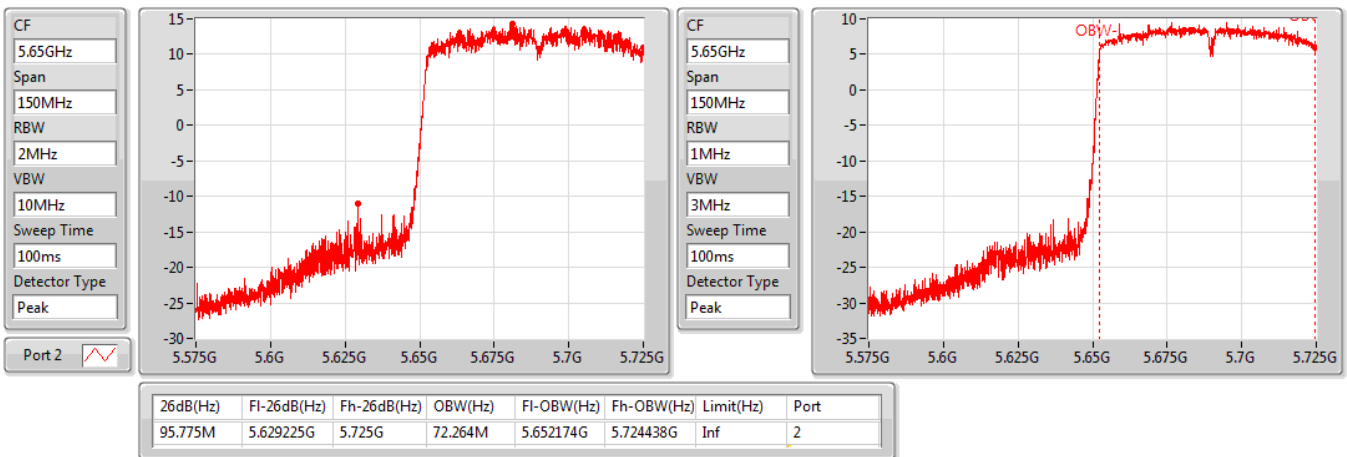 CF
5.65GHz
Span
150MHz
RBW
2MHz
VBW
10MHz
Sweep Time
100ms
Detector Type
Peak
Port 2
15
10
5
0
-5
-10
-15
-20
-25
-30
5.575G 5.6G 5.625G 5.65G 5.675G 5.7G 5.725G
CF
5.65GHz
Span
150MHz
RBW
1MHz
VBW
3MHz
Sweep Time
100ms
Detector Type
Peak
10
5
0
-5
-10
-15
-20
-25
-30
-35
OBW-
5.575G 5.6G 5.625G 5.65G 5.675G 5.7G 5.725G
26dB(Hz) Fl-26dB(Hz) Fh-26dB(Hz) OBW(Hz) Fl-OBW(Hz) Fh-OBW(Hz) Limit(Hz) Port
95.775M 5.629225G 5.725G 72.264M 5.652174G 5.724438G Inf 2